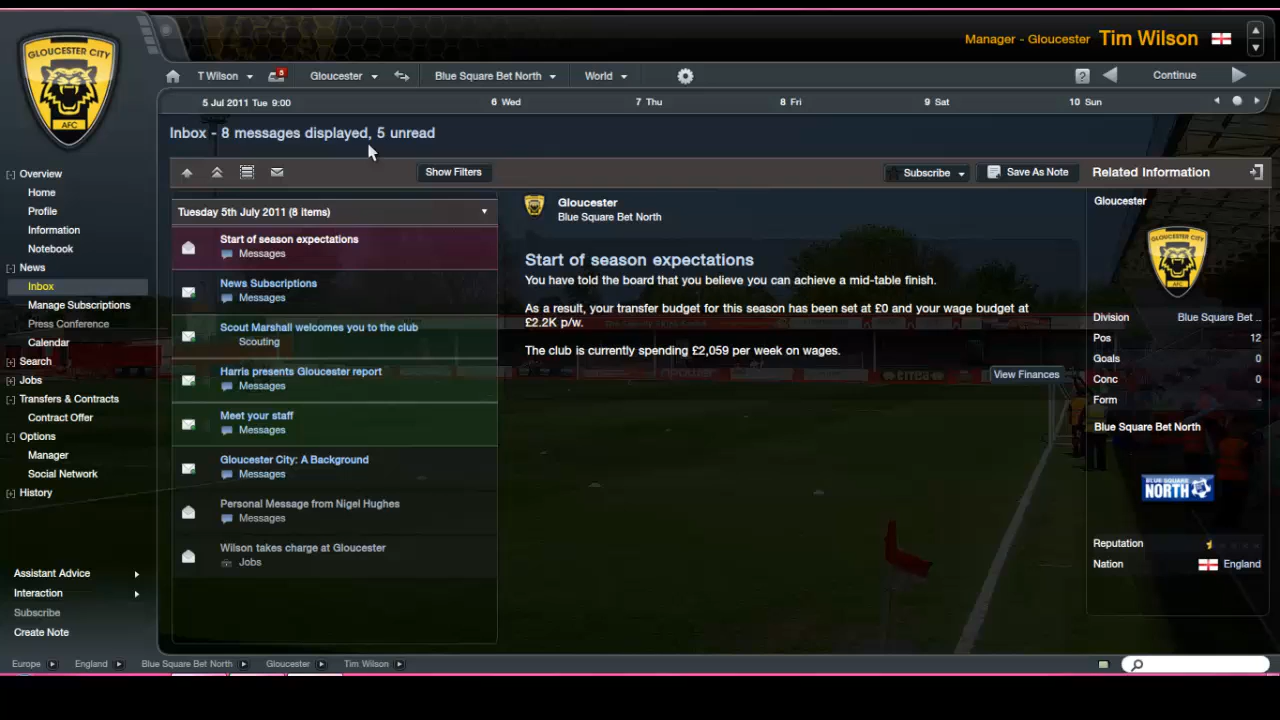 GLOUCESTER CITY
AFC
Manager - Gloucester Tim Wilson
T Wilson
Gloucester
Blue Square Bet North
World
?
Continue
5 Jul 2011 Tue 9:00
6 Wed
7 Thu
8 Fri
9 Sat
10 Sun
Inbox - 8 messages displayed, 5 unread
Show Filters
Subscribe
Save As Note
Related Information
[-] Overview
Home
Profile
Information
Notebook
[-] News
Inbox
Manage Subscriptions
Press Conference
Calendar
[+] Search
[+] Jobs
[-] Transfers & Contracts
Contract Offer
[-] Options
Manager
Social Network
[+] History
Assistant Advice
Interaction
Subscribe
Create Note
Tuesday 5th July 2011 (8 items)
Start of season expectations
Messages
News Subscriptions
Messages
Scout Marshall welcomes you to the club
Scouting
Harris presents Gloucester report
Messages
Meet your staff
Messages
Gloucester City: A Background
Messages
Personal Message from Nigel Hughes
Messages
Wilson takes charge at Gloucester
Jobs
Gloucester
Blue Square Bet North
Start of season expectations
You have told the board that you believe you can achieve a mid-table finish.
As a result, your transfer budget for this season has been set at £0 and your wage budget at
£2.2K p/w.
The club is currently spending £2,059 per week on wages.
View Finances
Gloucester
GLOUCESTER CITY
AFC
Division Blue Square Bet ..
Pos 12
Goals 0
Conc 0
Form -
Blue Square Bet North
BLUE SQUARE BET
NORTH
Reputation
Nation England
Europe
England
Blue Square Bet North
Gloucester
Tim Wilson